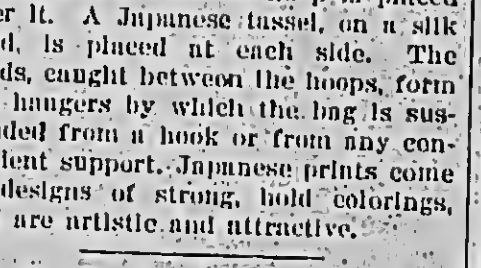 er it. A Japanese tassel, on a silk
d, is placed at each side. The
ds, caught between the hoops, form
hangers by which the bag is sus-
ded from a hook or from any con-
ient support. Japanese prints come
designs of strong, bold colorings,
are artistic and attractive.